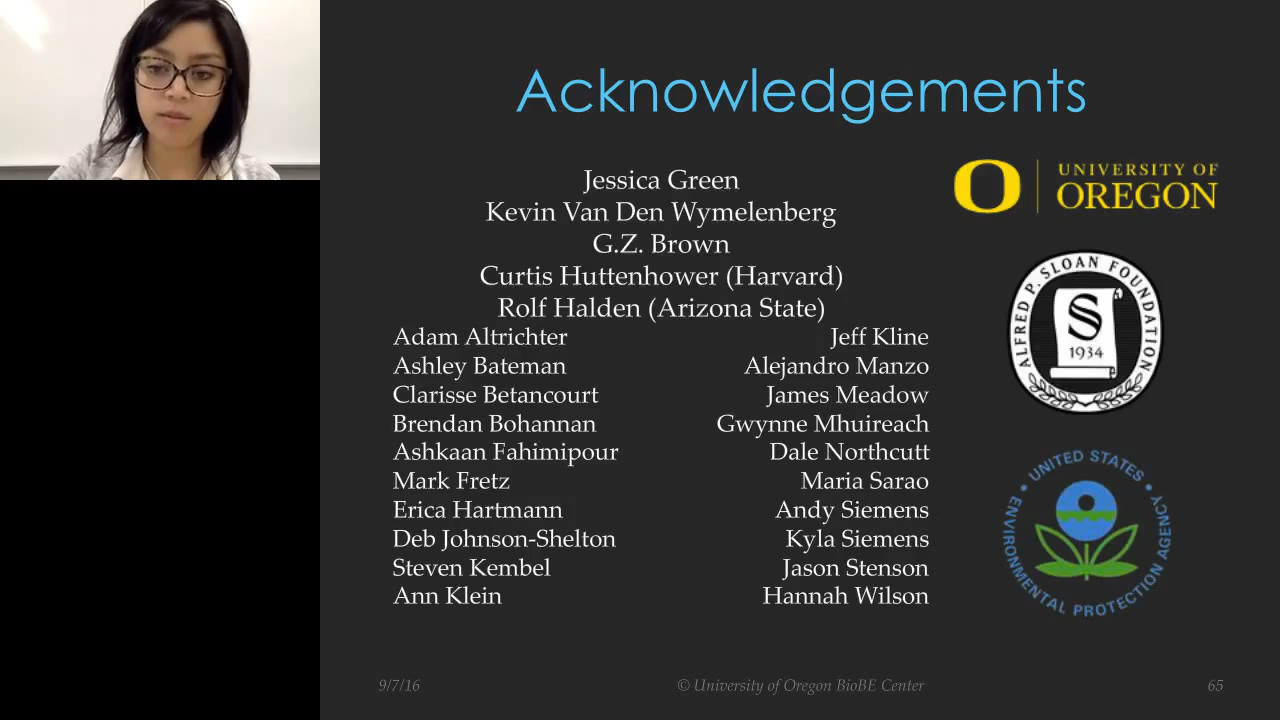 Acknowledgements
Jessica Green
Kevin Van Den Wymelenberg
G.Z. Brown
Curtis Huttenhower (Harvard)
Rolf Halden (Arizona State)
Adam Altrichter
Ashley Bateman
Clarisse Betancourt
Brendan Bohannan
Ashkaan Fahimipour
Mark Fretz
Erica Hartmann
Deb Johnson-Shelton
Steven Kembel
Ann Klein
Jeff Kline
Alejandro Manzo
James Meadow
Gwynne Mhuireach
Dale Northcutt
Maria Sarao
Andy Siemens
Kyla Siemens
Jason Stenson
Hannah Wilson
O
UNIVERSITY OF
OREGON
ALFRED P. SLOAN FOUNDATION
S
1934
UNITED STATES
ENVIRONMENTAL PROTECTION AGENCY
9/7/16
© University of Oregon BioBE Center
65